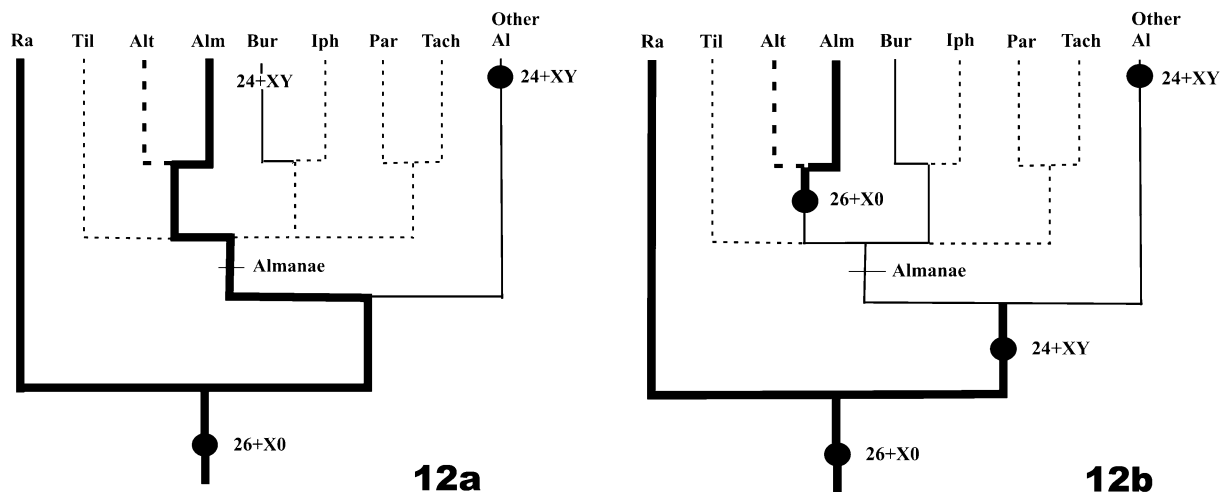 Other
Ra Til Alt Alm Bur Iph Par Tach Al
24+XY
24+XY
Almanae
26+X0
12a
Other
Ra Til Alt Alm Bur Iph Par Tach Al
24+XY
26+X0
Almanae
24+XY
26+X0
12b